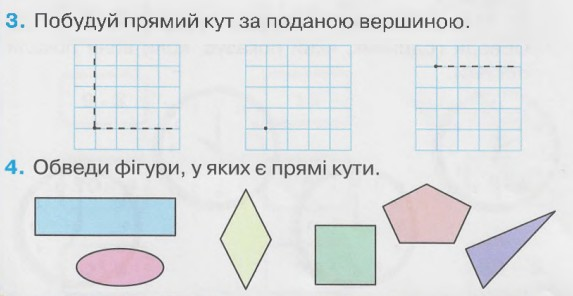 3. Побудуй прямий кут за поданою вершиною.
4. Обведи фігури, у яких є прямі кути.